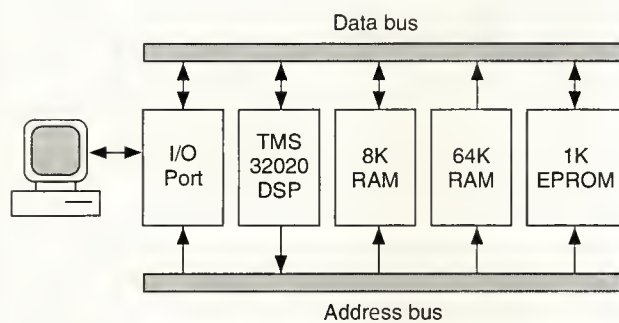 Data bus
I/O
Port
TMS
32020
DSP
8K
RAM
64K
RAM
1K
EPROM
Address bus